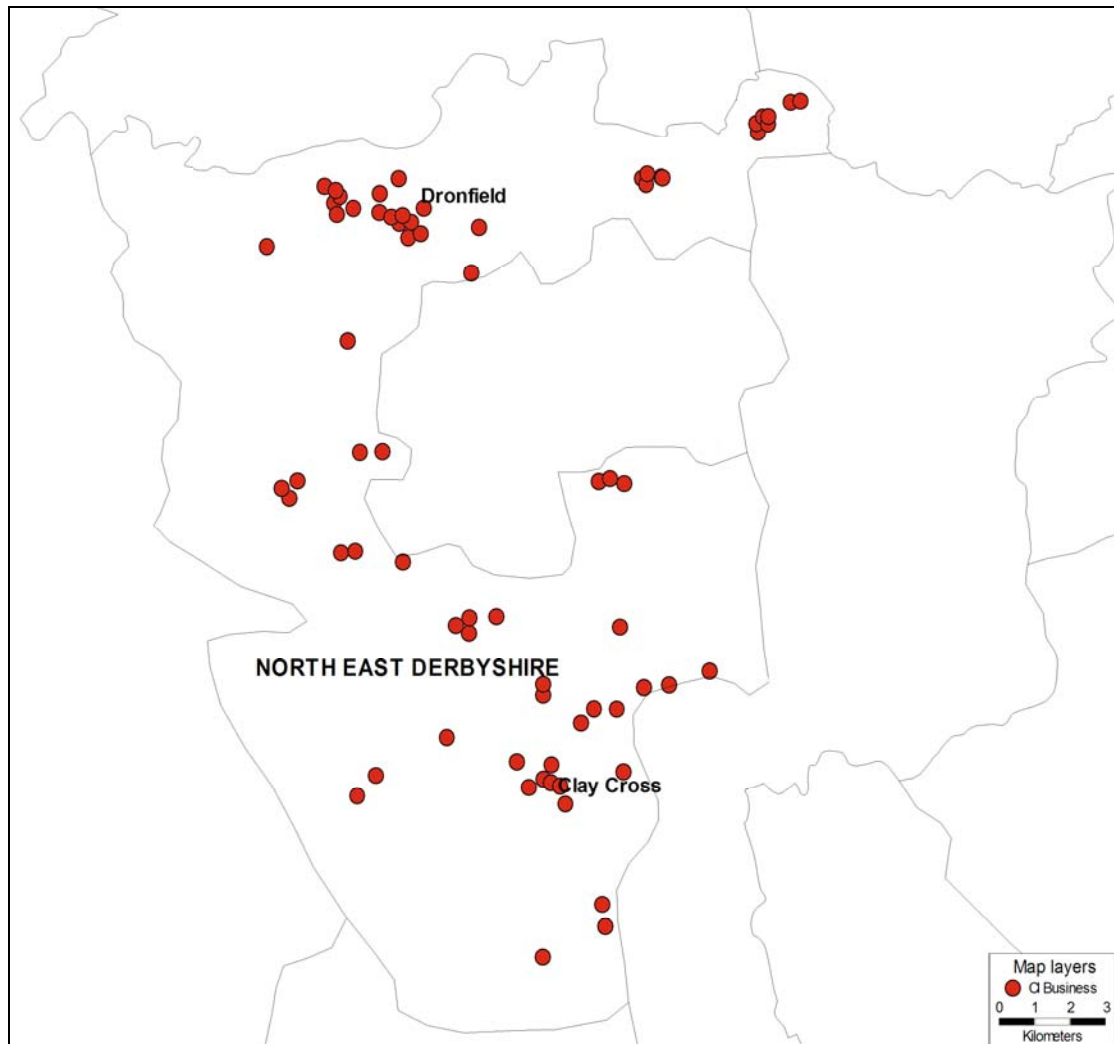 Dronfield
NORTH EAST DERBYSHIRE
Clay Cross
Map layers
CI Business
0 1 2 3
Kilometers